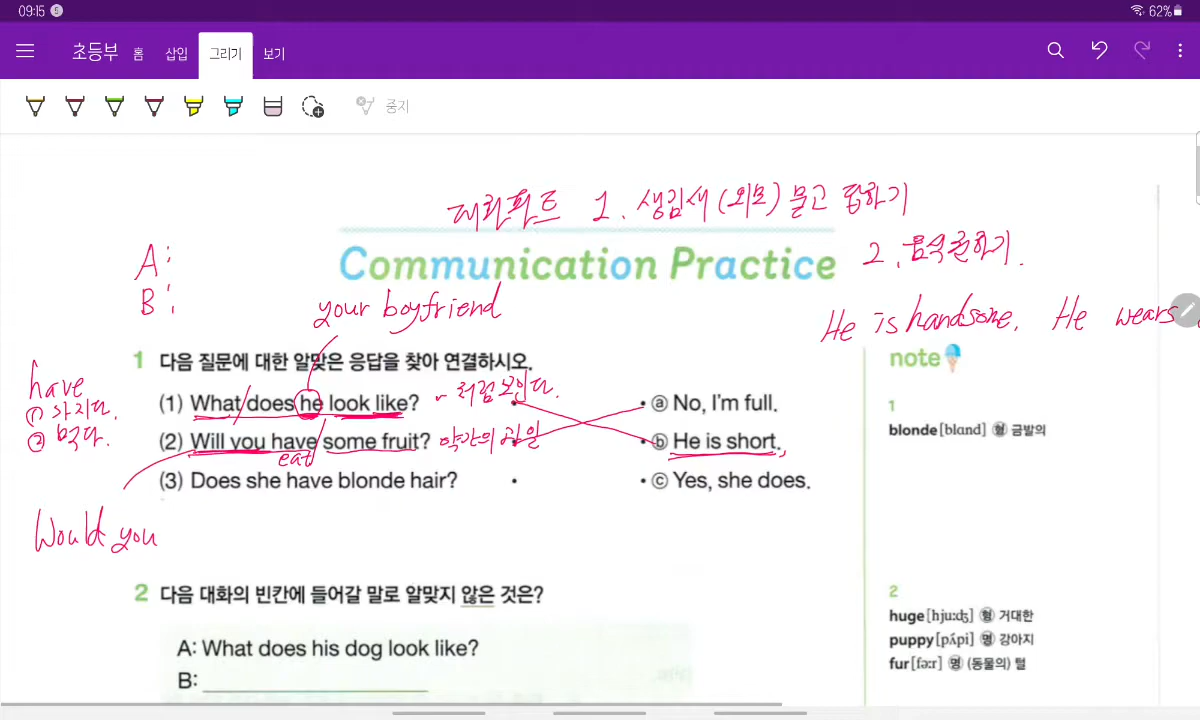 09:15 5 62%
초등부 홈 삽입 그리기 보기
중지
1. 생김새(외모) 묻고 답하기
Communication Practice
2. 음식권하기.
A:
B:
your boyfriend
He is handsome. He wears
1 다음 질문에 대한 알맞은 응답을 찾아 연결하시오.
note
have
① 가지다.
② 먹다.
(1) What does he look like? ~처럼 보인다. • • ⓐ No, I'm full.
(2) Will you have some fruit? 약간의 과일 • • ⓑ He is short.
eat
(3) Does she have blonde hair? • • ⓒ Yes, she does.
Would you
1
blonde[bland] 형 금발의
2 다음 대화의 빈칸에 들어갈 말로 알맞지 않은 것은?
A: What does his dog look like?
B:
2
huge[hju:dʒ] 형 거대한
puppy[pʌ́pi] 명 강아지
fur[fə:r] 명 (동물의) 털